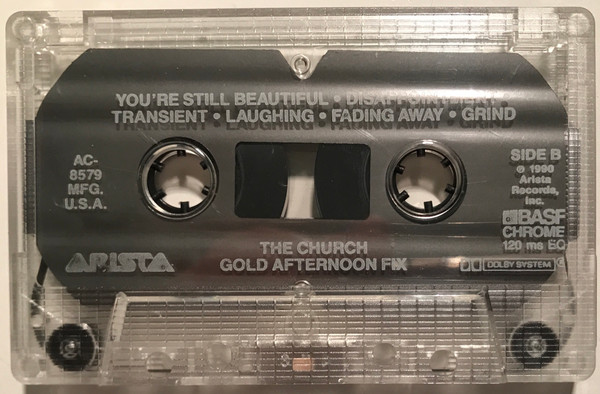 YOU'RE STILL BEAUTIFUL • DISAPPOINTMENT •
TRANSIENT • LAUGHING • FADING AWAY • GRIND
AC-
8579
MFG.
U.S.A.
SIDE B
℗ 1990
Arista
Records,
Inc.
BASF
CHROME
120 ms EQ
ARISTA
THE CHURCH
GOLD AFTERNOON FIX
DOLBY SYSTEM